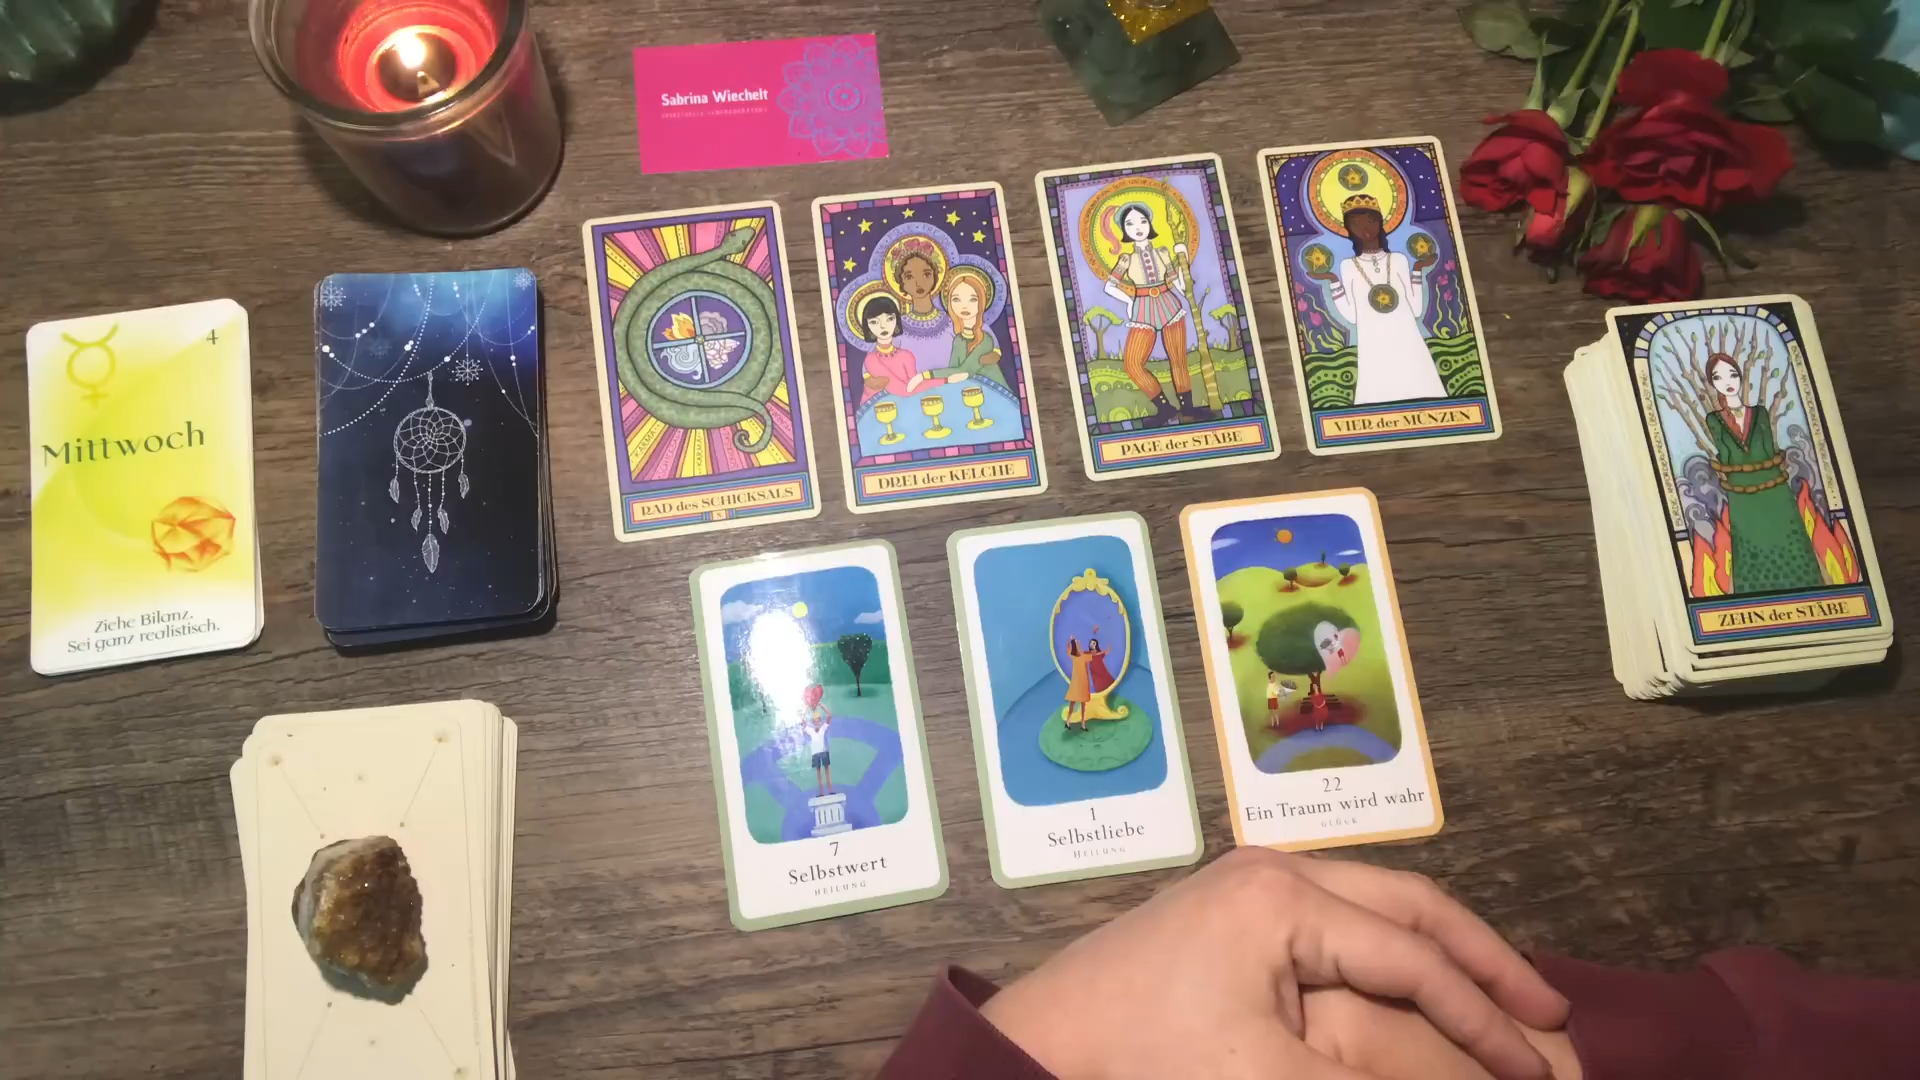 Sabrina Wiechelt
4
Mittwoch
Ziehe Bilanz.
Sei ganz realistisch.
RAD des SCHICKSALS
DREI der KELCHE
PAGE der STÄBE
VIER der MÜNZEN
ZEHN der STÄBE
7
Selbstwert
HEILUNG
1
Selbstliebe
HEILUNG
22
Ein Traum wird wahr
GLÜCK